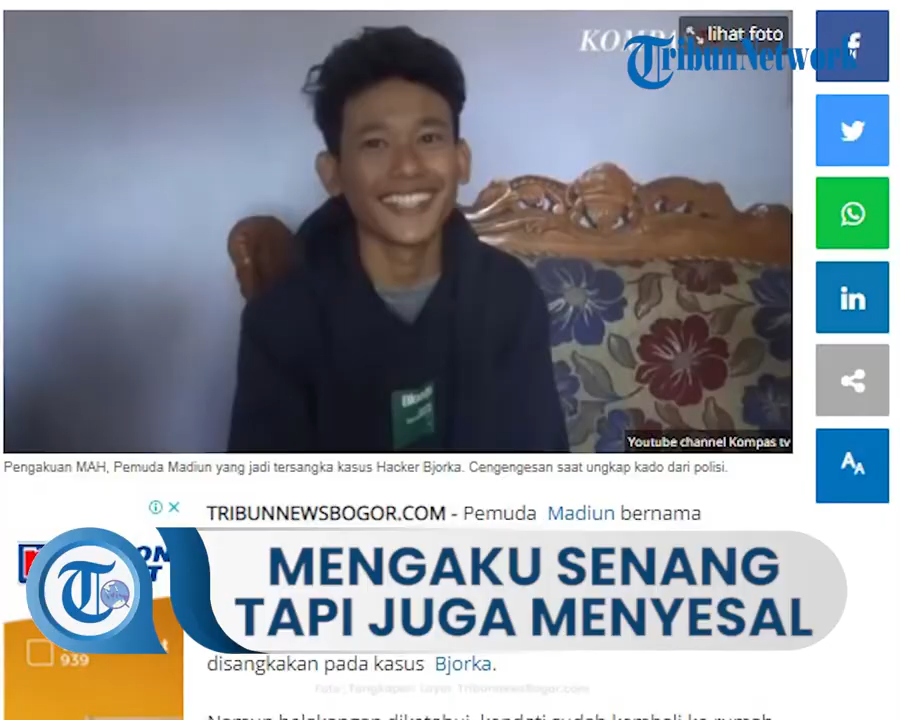 lihat foto
TribunNetwork
Youtube channel Kompas tv
Pengakuan MAH, Pemuda Madiun yang jadi tersangka kasus Hacker Bjorka. Cengengesan saat ungkap kado dari polisi.
TRIBUNNEWSBOGOR.COM - Pemuda Madiun bernama
MENGAKU SENANG
TAPI JUGA MENYESAL
939
disangkakan pada kasus Bjorka.
Foto: Tangkapan Layar TribunnewsBogor.com